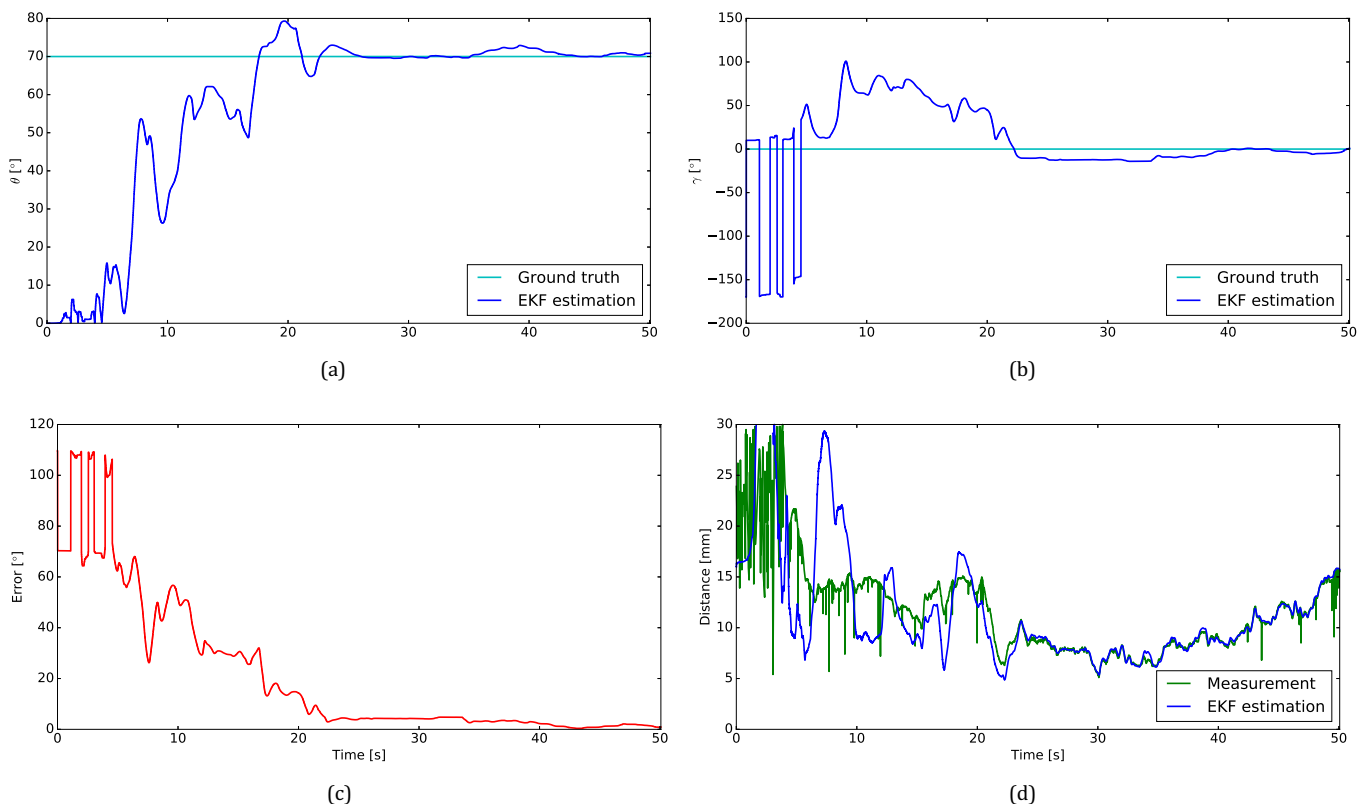 80
70
60
50
40
30
20
10
0
θ [°]
Ground truth
EKF estimation
0 10 20 30 40 50
(a)
150
100
50
0
−50
−100
−150
−200
γ [°]
Ground truth
EKF estimation
0 10 20 30 40 50
(b)
120
100
80
60
40
20
0
Error [°]
0 10 20 30 40 50
Time [s]
(c)
30
25
20
15
10
5
0
Distance [mm]
Measurement
EKF estimation
0 10 20 30 40 50
Time [s]
(d)